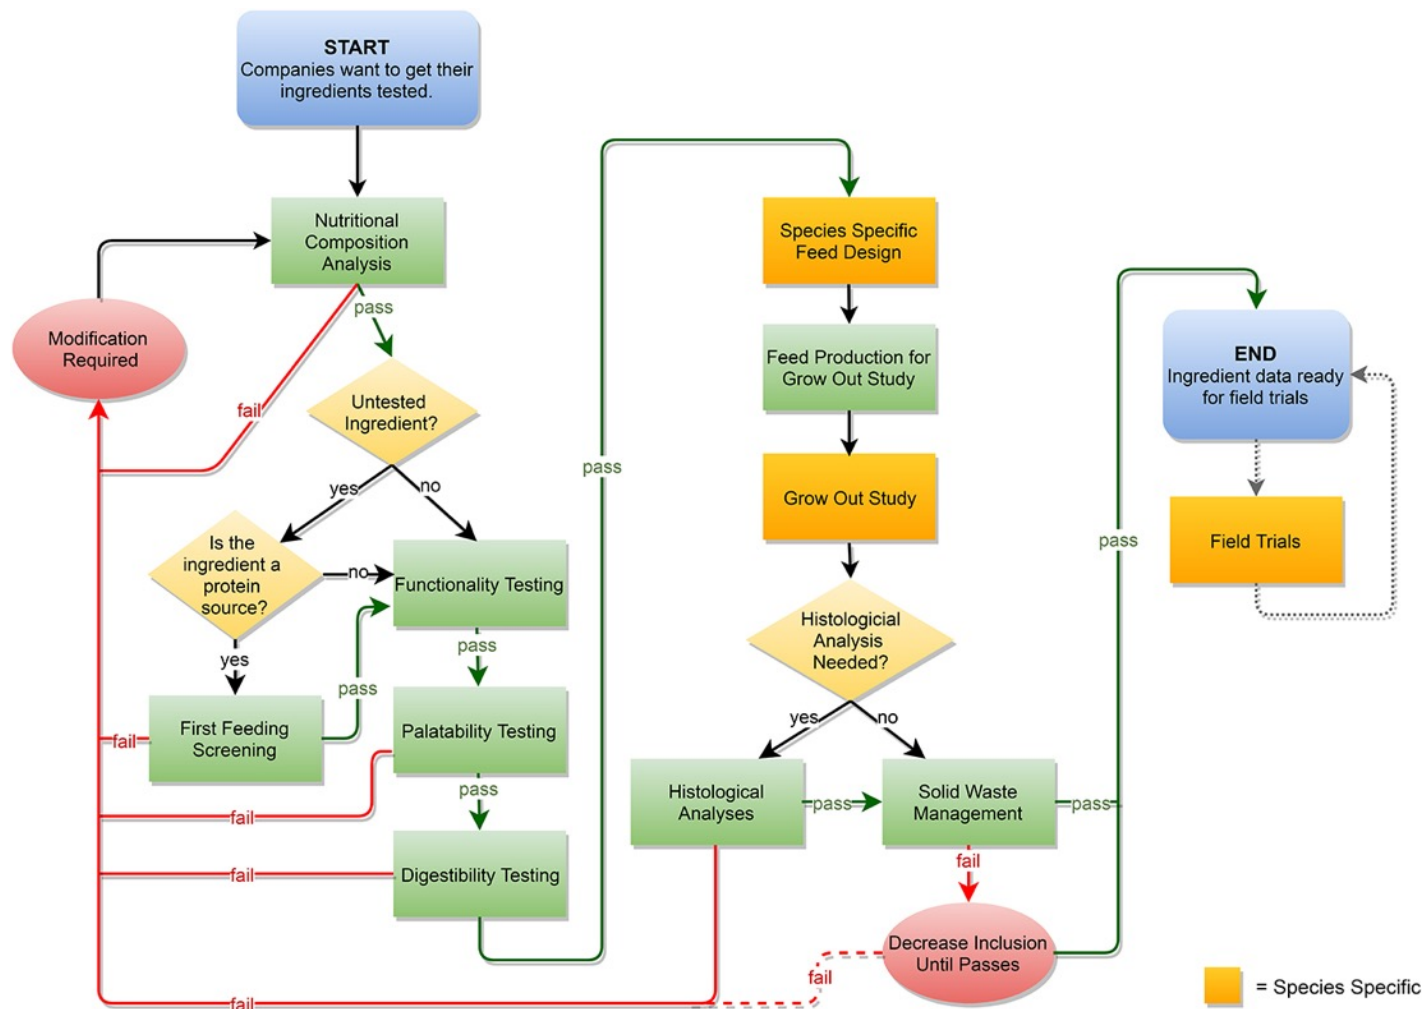 START
Companies want to get their
ingredients tested.
Nutritional
Composition
Analysis
pass
fail
Modification
Required
Untested
Ingredient?
yes
no
Is the
ingredient a
protein
source?
no
yes
Functionality Testing
pass
pass
First Feeding
Screening
fail
Palatability Testing
pass
fail
Digestibility Testing
fail
pass
Species Specific
Feed Design
Feed Production for
Grow Out Study
Grow Out Study
Histologicial
Analysis
Needed?
yes
no
Histological
Analyses
pass
Solid Waste
Management
pass
fail
Decrease Inclusion
Until Passes
fail
fail
pass
END
Ingredient data ready
for field trials
Field Trials
= Species Specific